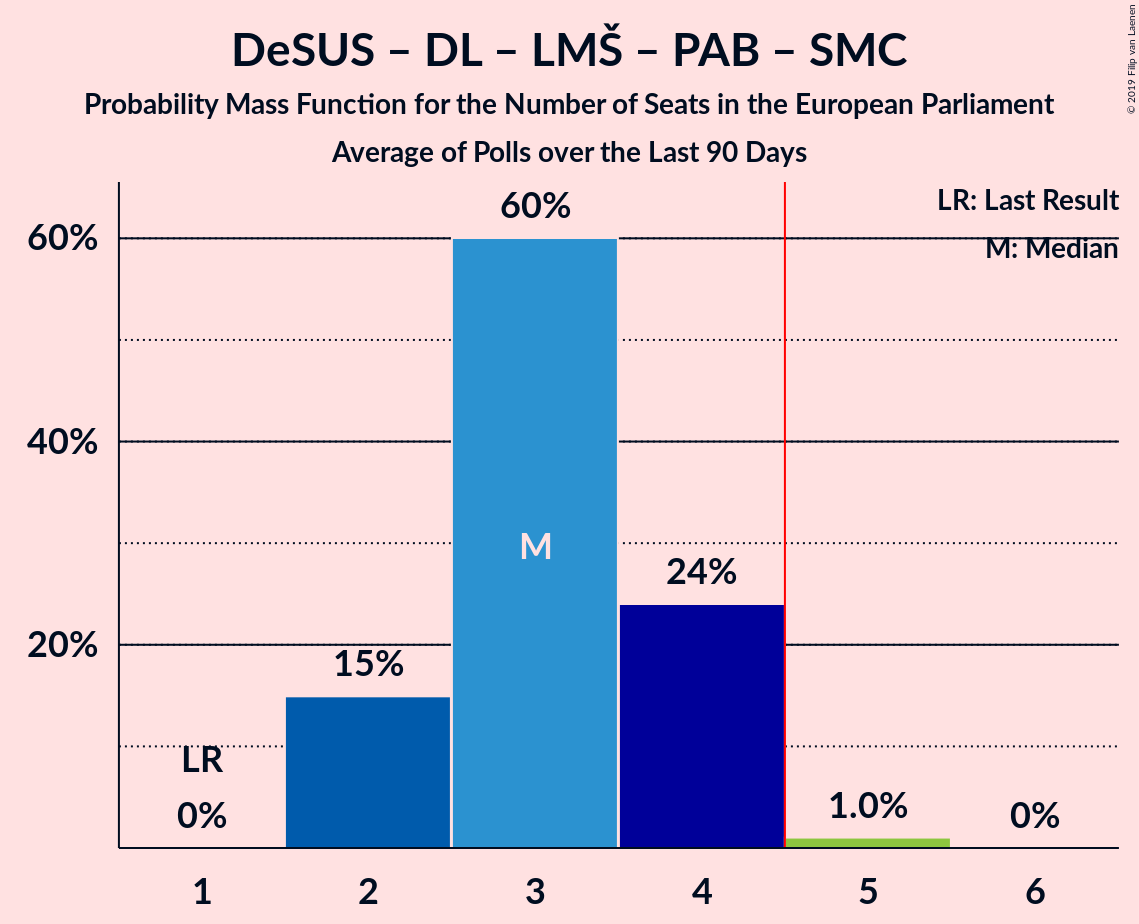 DeSUS – DL – LMŠ – PAB – SMC
Probability Mass Function for the Number of Seats in the European Parliament
Average of Polls over the Last 90 Days
© 2019 Filip van Laenen
LR: Last Result
M: Median
60%
40%
20%
LR
0%
15%
60%
M
24%
1.0%
0%
1 2 3 4 5 6